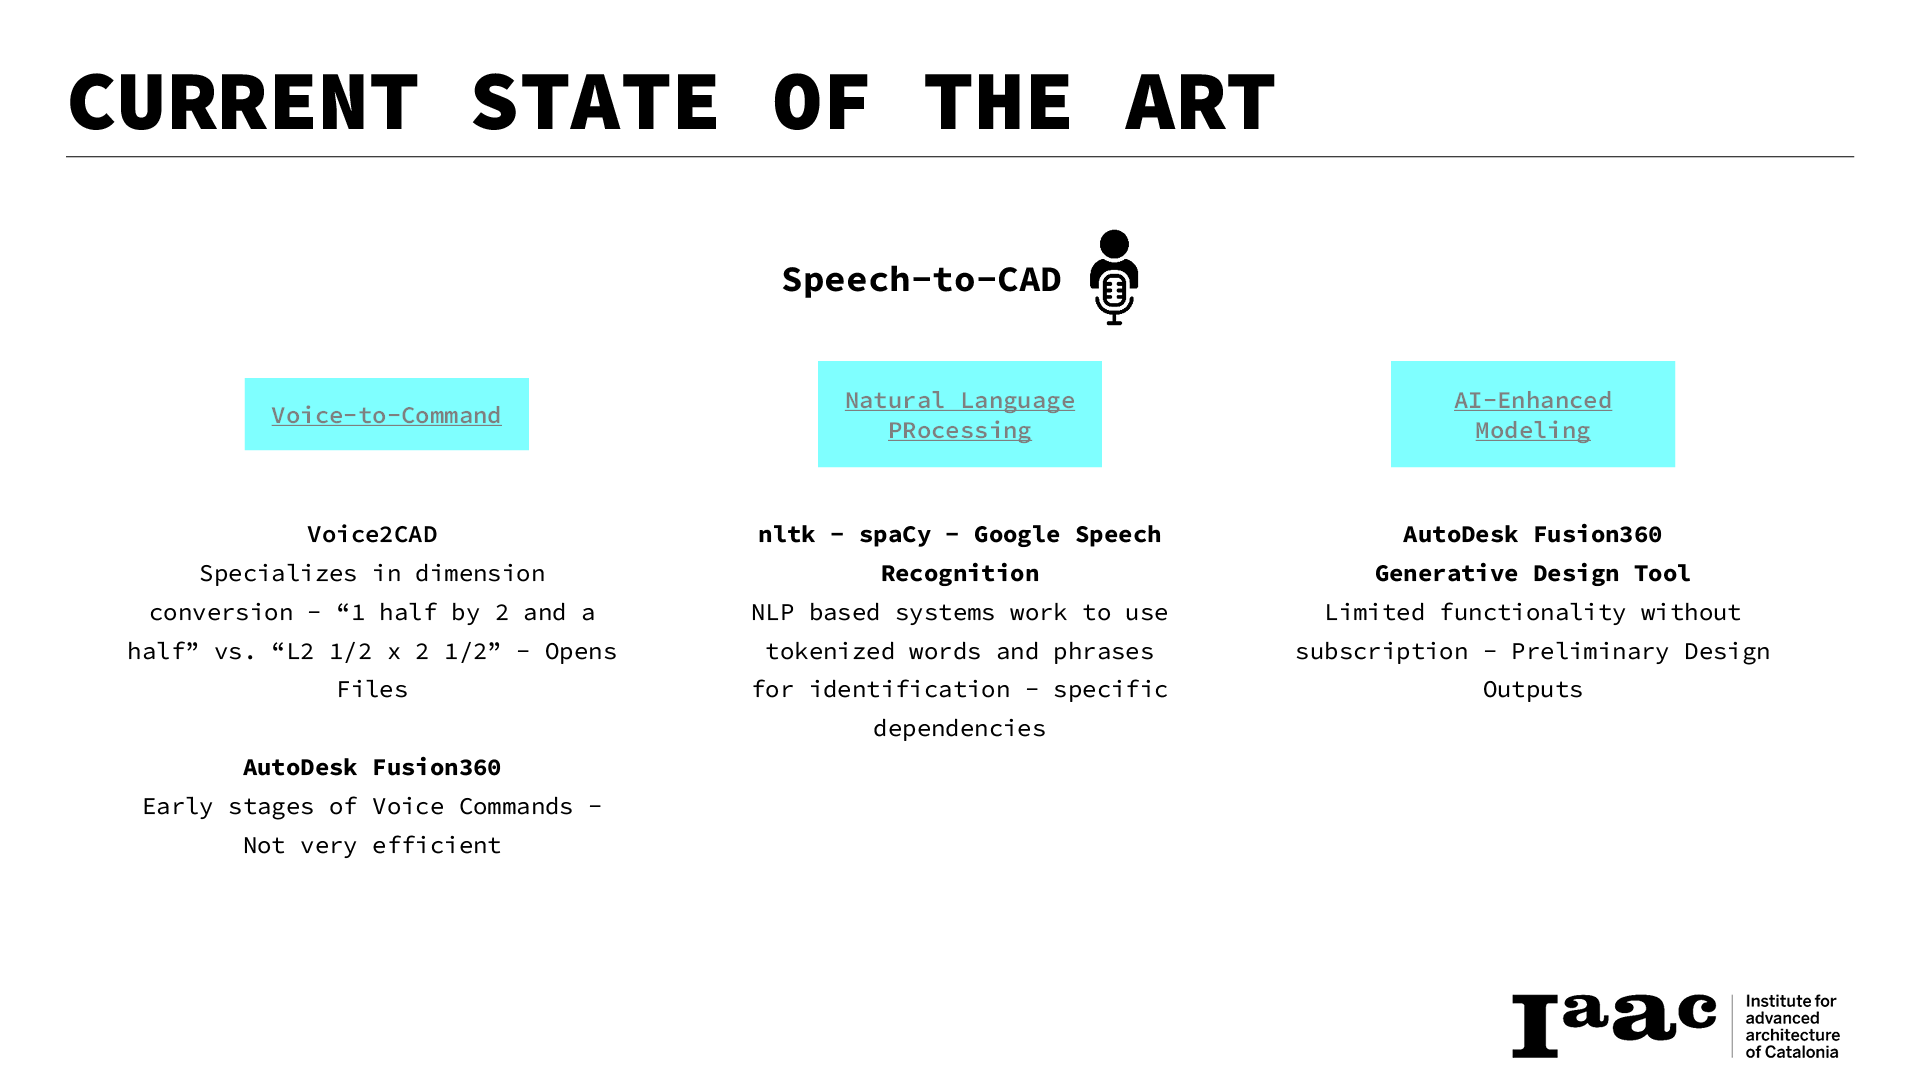 CURRENT STATE OF THE ART
Speech-to-CAD
Voice-to-Command
Voice2CAD
Specializes in dimension
conversion - “1 half by 2 and a
half” vs. “L2 1/2 x 2 1/2” - Opens
Files
AutoDesk Fusion360
Early stages of Voice Commands -
Not very efficient
Natural Language
PRocessing
nltk - spaCy - Google Speech
Recognition
NLP based systems work to use
tokenized words and phrases
for identification - specific
dependencies
AI-Enhanced
Modeling
AutoDesk Fusion360
Generative Design Tool
Limited functionality without
subscription - Preliminary Design
Outputs
Iaac
Institute for
advanced
architecture
of Catalonia